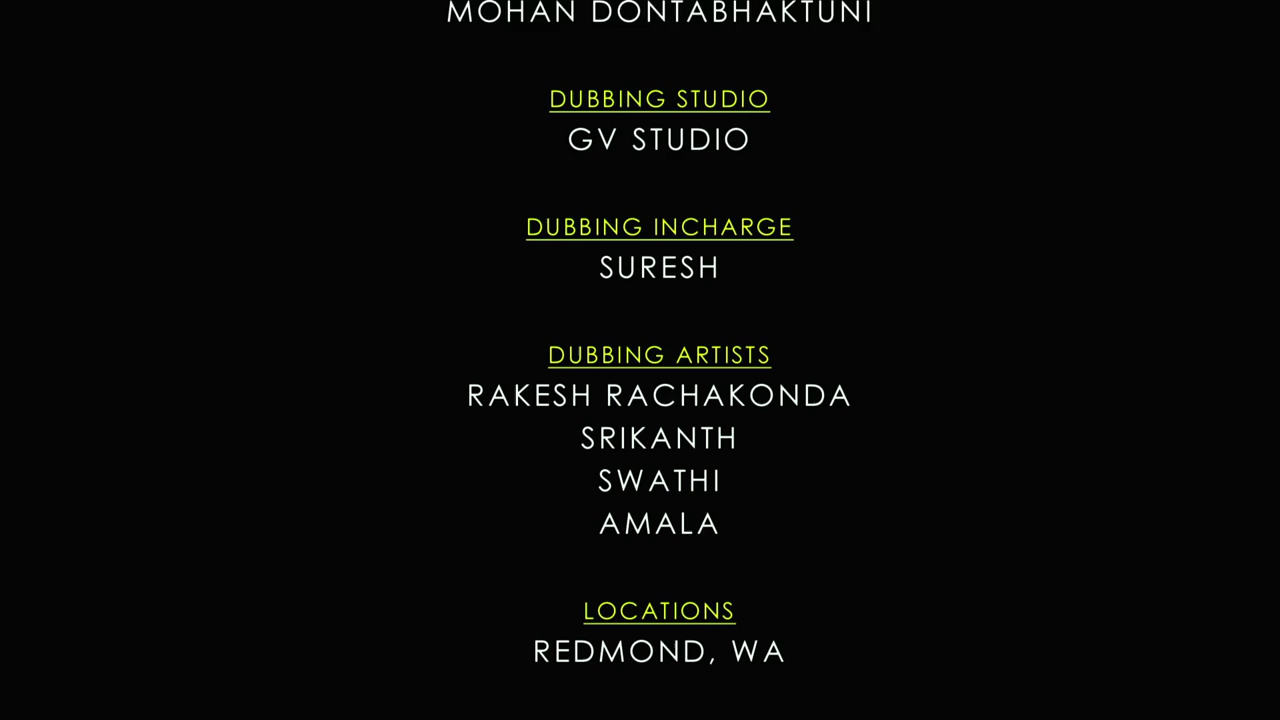 MOHAN DONTABHAKTUNI
DUBBING STUDIO
GV STUDIO
DUBBING INCHARGE
SURESH
DUBBING ARTISTS
RAKESH RACHAKONDA
SRIKANTH
SWATHI
AMALA
LOCATIONS
REDMOND, WA